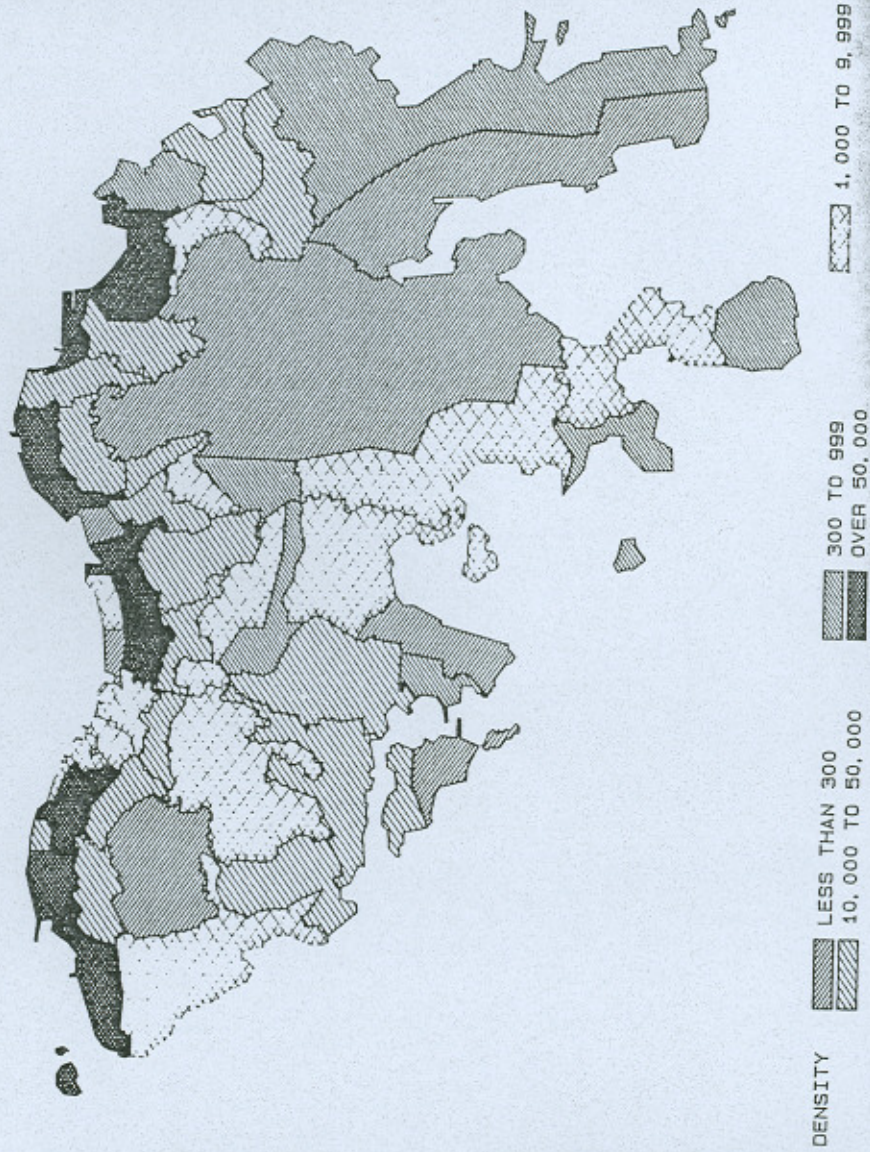 DENSITY
LESS THAN 300
300 TO 999
1,000 TO 9,999
10,000 TO 50,000
OVER 50,000